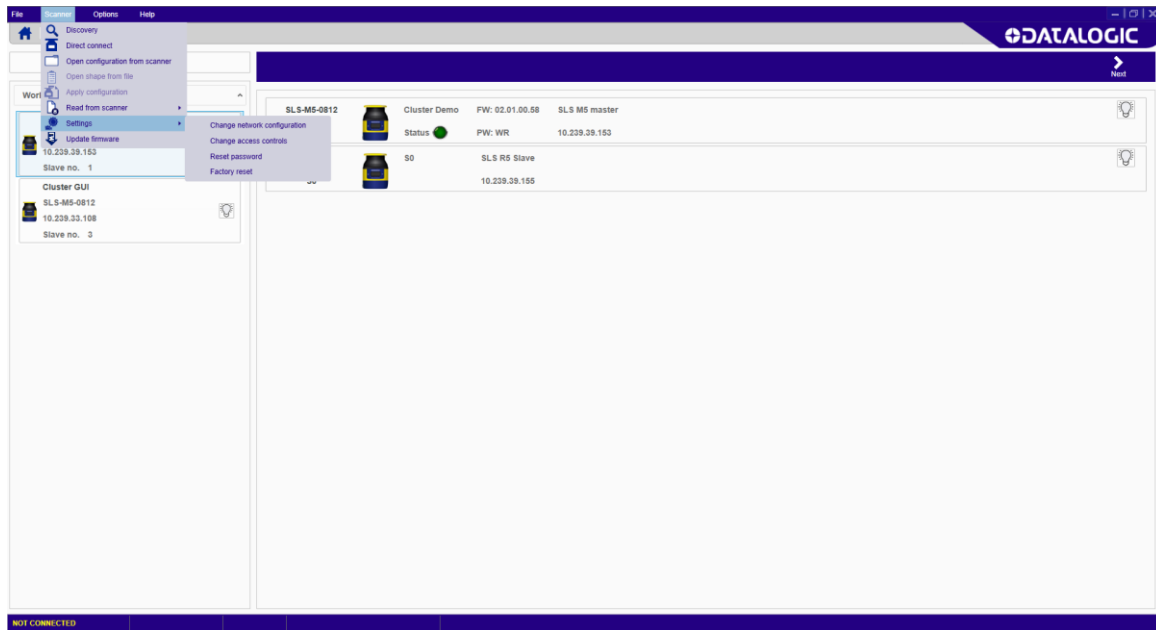 File Scanner Options Help
DATALOGIC
Discovery
Direct connect
Open configuration from scanner
Open shape from file
Apply configuration
Read from scanner
Settings
Update firmware
Change network configuration
Change access controls
Reset password
Factory reset
Next
10.239.39.153
Slave no. 1
Cluster GUI
SLS-M5-0812
10.239.33.108
Slave no. 3
SLS-M5-0812 Cluster Demo FW: 02.01.00.58 SLS M5 master
Status PW: WR 10.239.39.153
S0 SLS R5 Slave
10.239.39.155
NOT CONNECTED